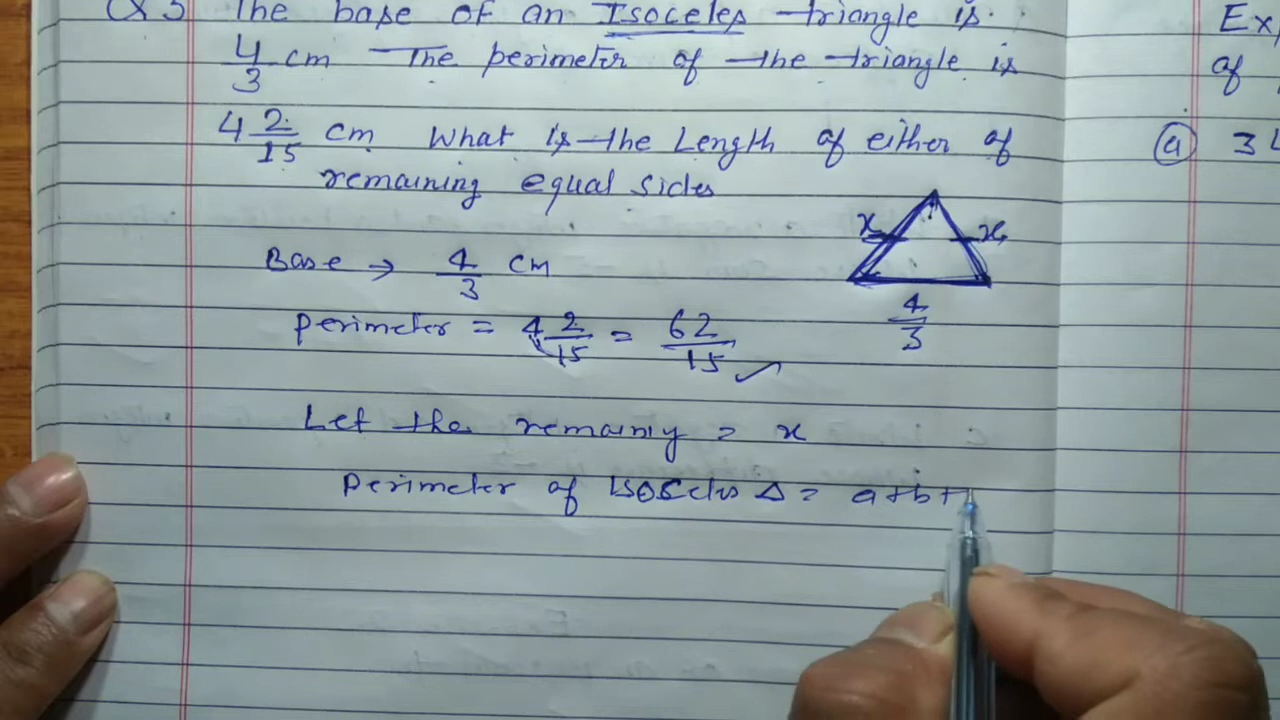 Q 3 The base of an Isoceles triangle is.
4/3 cm The perimeter of the triangle is
4 2/15 cm What is the Length of either of
remaining equal sides
x x
4/3
Base → 4/3 cm
perimeter = 4 2/15 = 62/15 ✓
Let the remainiy = x
Perimeter of isosceles Δ = a+b+
Ex
of
(a) 3